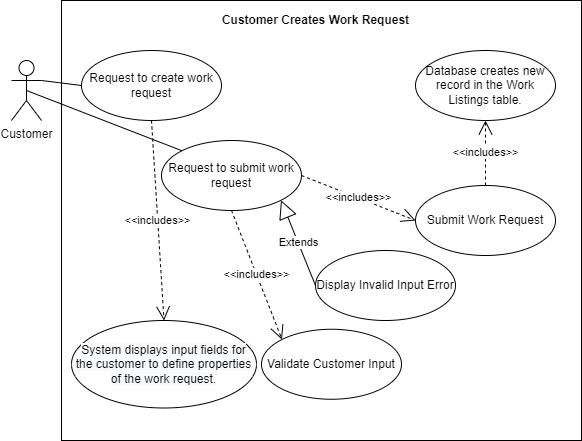 Customer Creates Work Request
Request to create work
request
Database creates new
record in the Work
Listings table.
Customer
Request to submit work
request
<<includes>>
<<includes>>
<<includes>>
Submit Work Request
Extends
<<includes>>
Display Invalid Input Error
System displays input fields for
the customer to define properties
of the work request.
Validate Customer Input